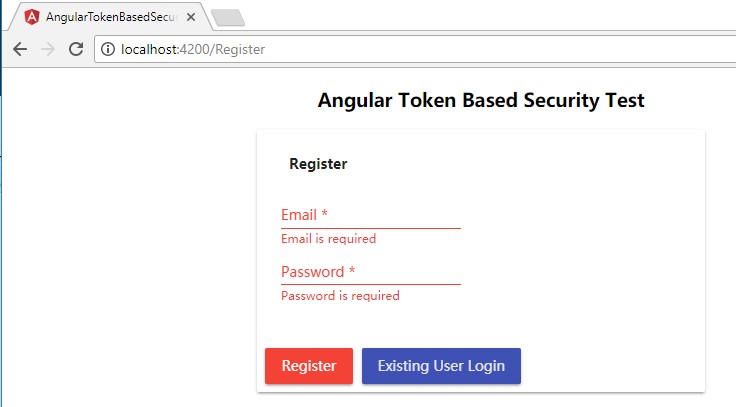 AngularTokenBasedSecu
localhost:4200/Register
Angular Token Based Security Test
Register
Email *
Email is required
Password *
Password is required
Register Existing User Login